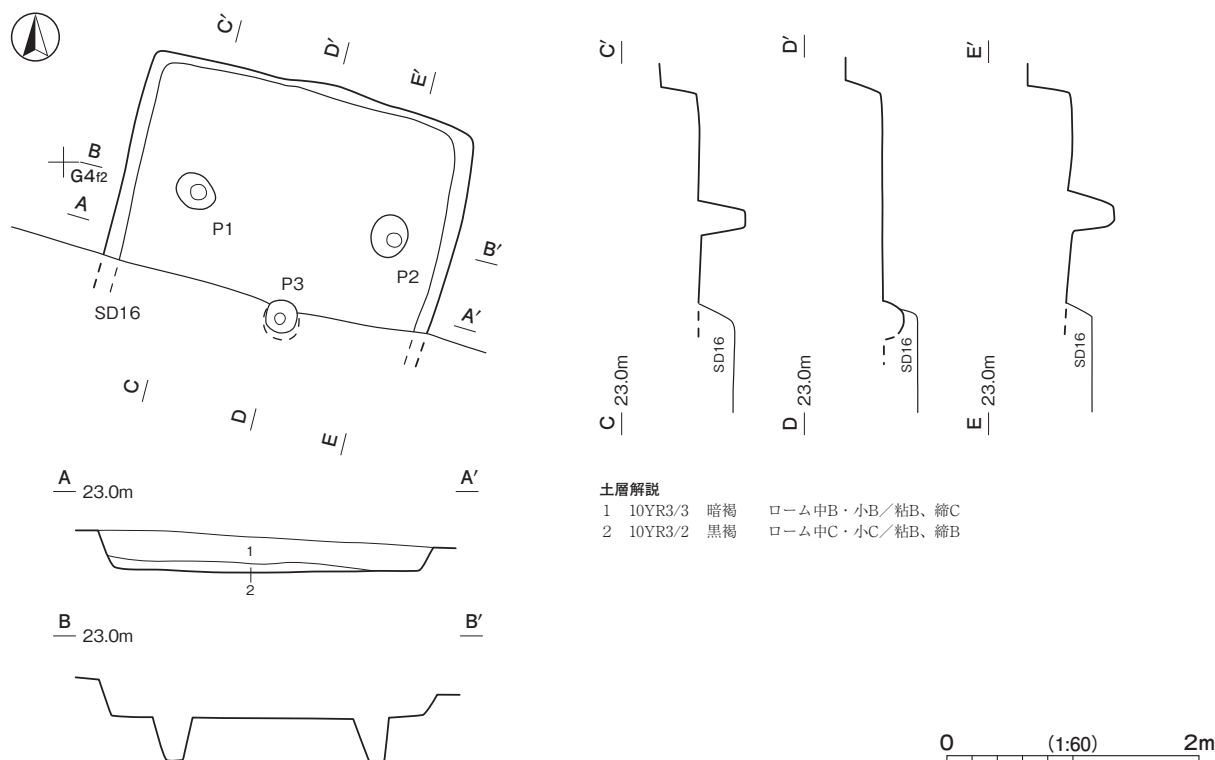 C′
D′
E′
B
G4f2
A
P1
P2
B′
P3
SD16
A′
C
D
E
A 23.0m A′
1
2
B 23.0m B′
C′
D′
E′
SD16
SD16
SD16
C 23.0m
D 23.0m
E 23.0m
土層解説
1 10YR3/3 暗褐 ローム中B・小B／粘B、締C
2 10YR3/2 黒褐 ローム中C・小C／粘B、締B
0 (1:60) 2m